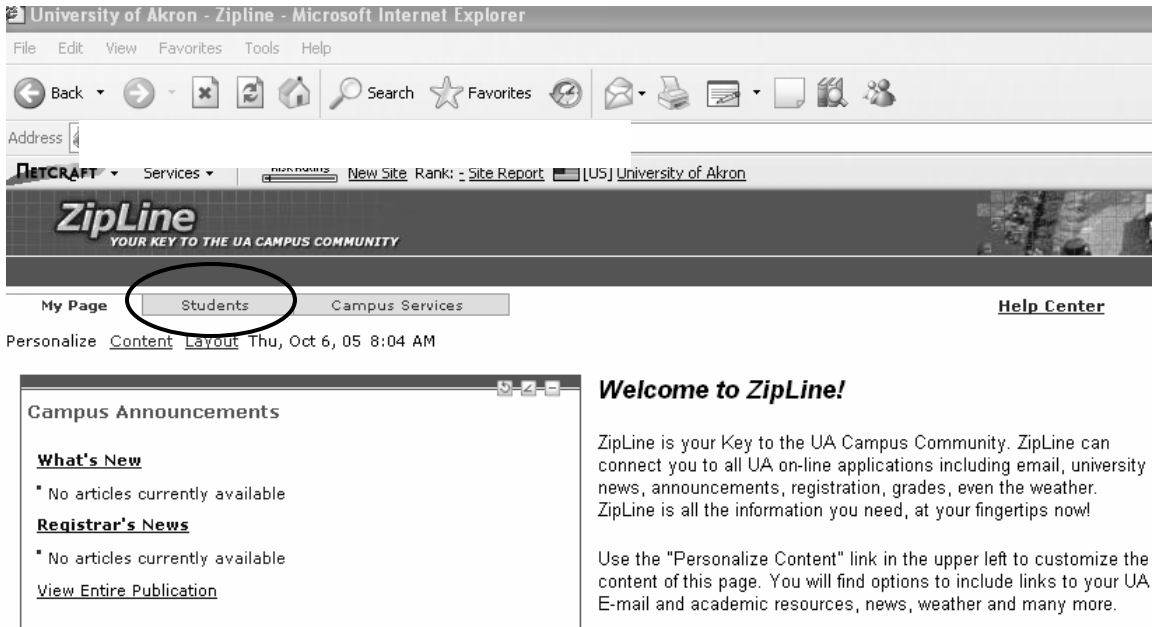 University of Akron - Zipline - Microsoft Internet Explorer
File Edit View Favorites Tools Help
Back Search Favorites
Address
NETCRAFT Services New Site Rank: - Site Report [US] University of Akron
ZipLine
YOUR KEY TO THE UA CAMPUS COMMUNITY
My Page Students Campus Services Help Center
Personalize Content Layout Thu, Oct 6, 05 8:04 AM
Campus Announcements
What's New
No articles currently available
Registrar's News
No articles currently available
View Entire Publication
Welcome to ZipLine!
ZipLine is your Key to the UA Campus Community. ZipLine can
connect you to all UA on-line applications including email, university
news, announcements, registration, grades, even the weather.
ZipLine is all the information you need, at your fingertips now!
Use the "Personalize Content" link in the upper left to customize the
content of this page. You will find options to include links to your UA
E-mail and academic resources, news, weather and many more.